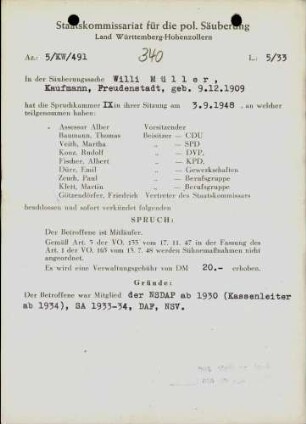 Staatskommissariat für die pol. Säuberung
Land Württemberg-Hohenzollern
Az.: 5/KW/491
340
L.: 5/33
In der Säuberungssache Willi Müller,
Kaufmann, Freudenstadt, geb. 9.12.1909
hat die Spruchkammer IX in ihrer Sitzung am 3.9.1948, an welcher
teilgenommen haben:
Assessor Alber Vorsitzender
Baumann, Thomas Beisitzer — CDU
Veith, Martha „ — SPD
Konz, Rudolf „ — DVP,
Fischer, Albert „ — KPD,
Dürr, Emil „ — Gewerkschaften
Zeuch, Paul „ — Berufsgruppe
Klett, Martin „ — Berufsgruppe
Götzendörfer, Friedrich Vertreter des Staatskommissars
beschlossen und sofort verkündet folgenden
SPRUCH:
Der Betroffene ist Mitläufer.
Gemäß Art. 3 der VO. 133 vom 17. 11. 47 in der Fassung des
Art. 1 der VO. 165 vom 13. 7. 48 werden Sühnemaßnahmen nicht
angeordnet.
Es wird eine Verwaltungsgebühr von DM 20.- erhoben.
Gründe:
Der Betroffene war Mitglied der NSDAP ab 1930 (Kassenleiter
ab 1934), SA 1933-34, DAF, NSV.